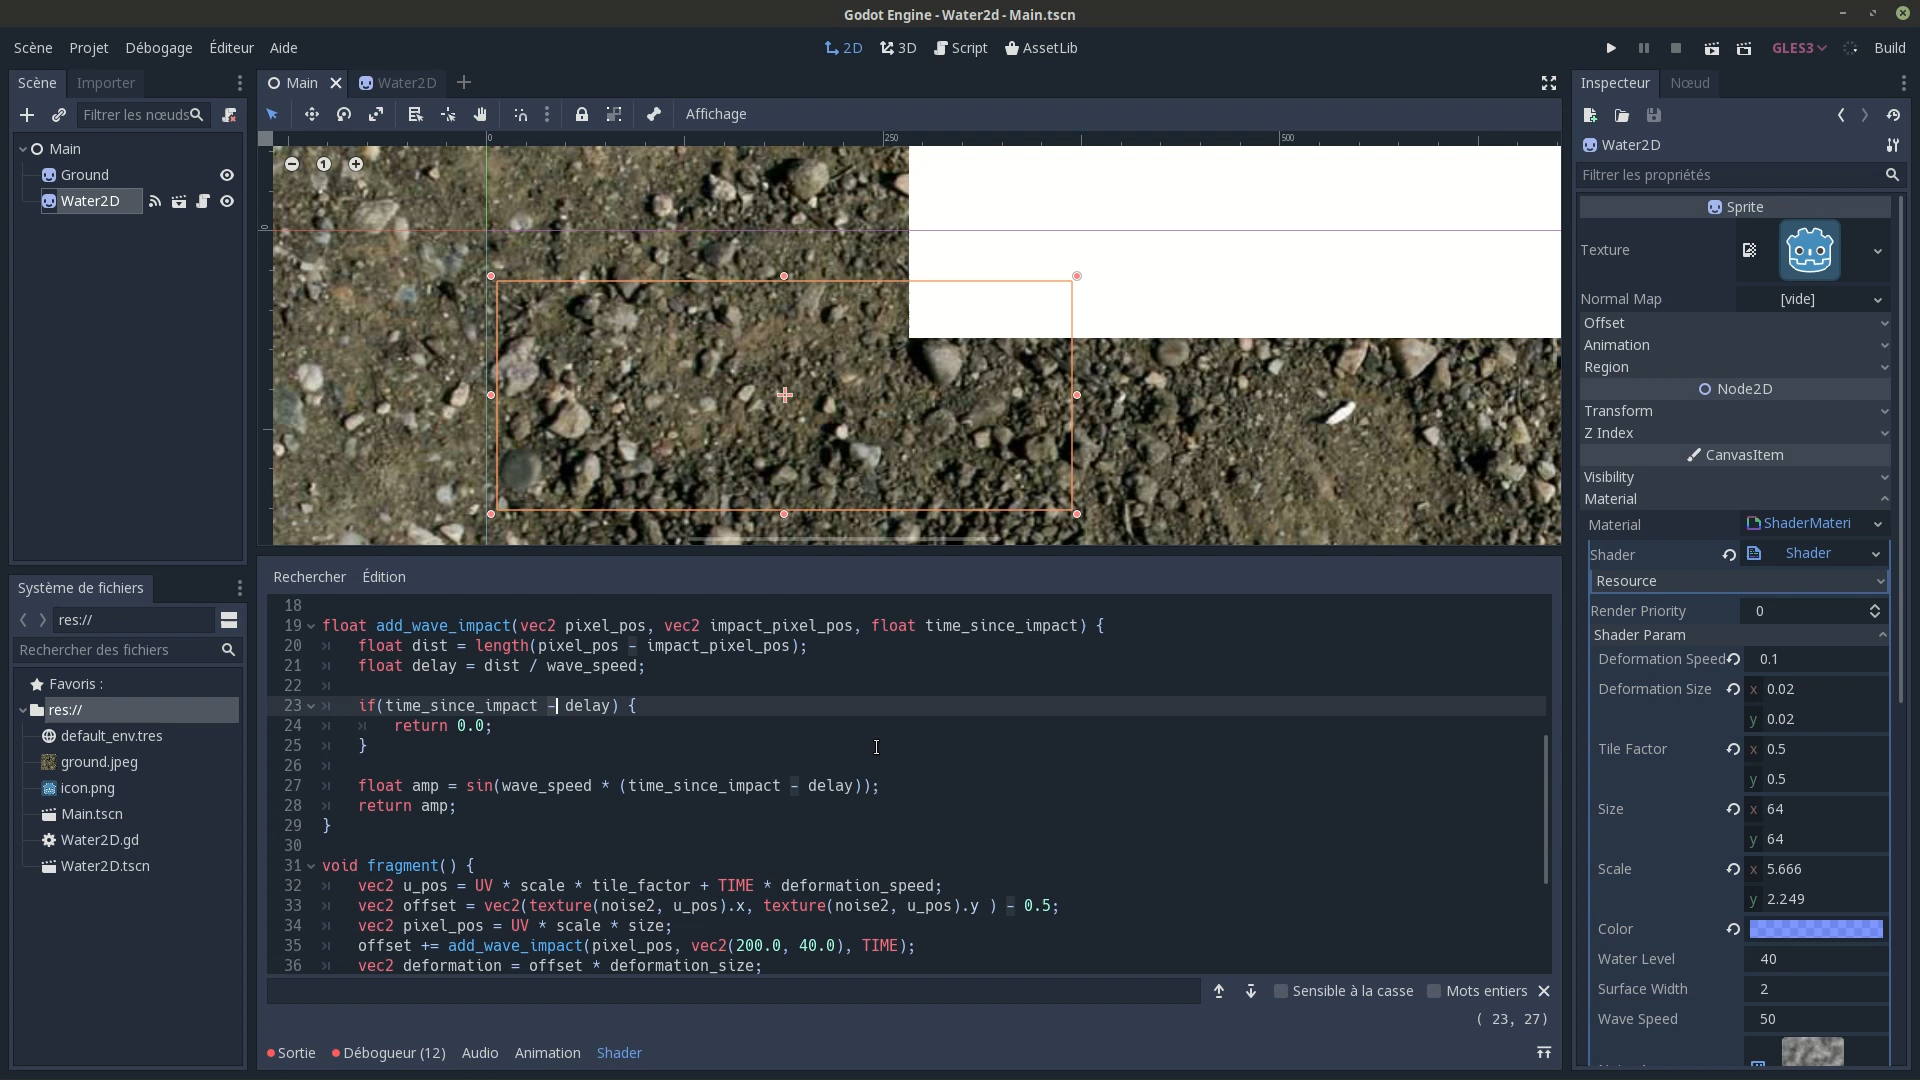 Godot Engine - Water2d - Main.tscn
Scène Projet Débogage Éditeur Aide
2D 3D Script AssetLib
GLES3 Build
Scène Importer
Filtrer les nœuds
Main
Ground
Water2D
Système de fichiers
res://
Rechercher des fichiers
Favoris :
res://
default_env.tres
ground.jpeg
icon.png
Main.tscn
Water2D.gd
Water2D.tscn
Main Water2D
Affichage
0 250 500
0
1
Rechercher Édition
18
19 float add_wave_impact(vec2 pixel_pos, vec2 impact_pixel_pos, float time_since_impact) {
20 float dist = length(pixel_pos - impact_pixel_pos);
21 float delay = dist / wave_speed;
22
23 if(time_since_impact - delay) {
24 return 0.0;
25 }
26
27 float amp = sin(wave_speed * (time_since_impact - delay));
28 return amp;
29 }
30
31 void fragment() {
32 vec2 u_pos = UV * scale * tile_factor + TIME * deformation_speed;
33 vec2 offset = vec2(texture(noise2, u_pos).x, texture(noise2, u_pos).y ) - 0.5;
34 vec2 pixel_pos = UV * scale * size;
35 offset += add_wave_impact(pixel_pos, vec2(200.0, 40.0), TIME);
36 vec2 deformation = offset * deformation_size;
Sensible à la casse Mots entiers
( 23, 27)
Sortie Débogueur (12) Audio Animation Shader
Inspecteur Nœud
Water2D
Filtrer les propriétés
Sprite
Texture
Normal Map [vide]
Offset
Animation
Region
Node2D
Transform
Z Index
CanvasItem
Visibility
Material
Material ShaderMateri
Shader Shader
Resource
Render Priority 0
Shader Param
Deformation Speed 0.1
Deformation Size x 0.02
y 0.02
Tile Factor x 0.5
y 0.5
Size x 64
y 64
Scale x 5.666
y 2.249
Color
Water Level 40
Surface Width 2
Wave Speed 50